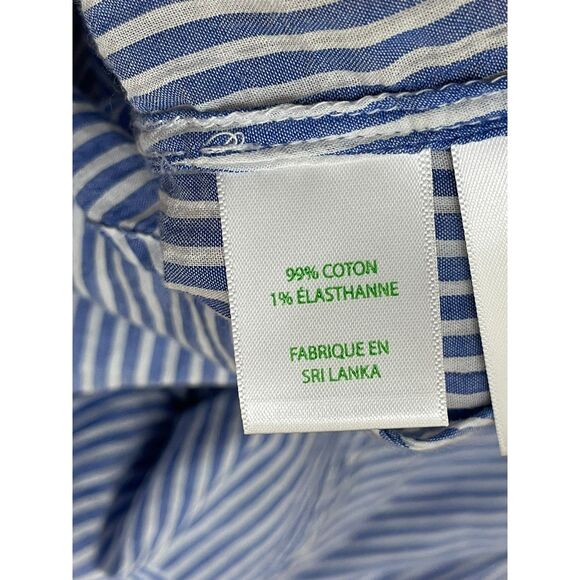 99% COTON
1% ÉLASTHANNE
FABRIQUE EN
SRI LANKA